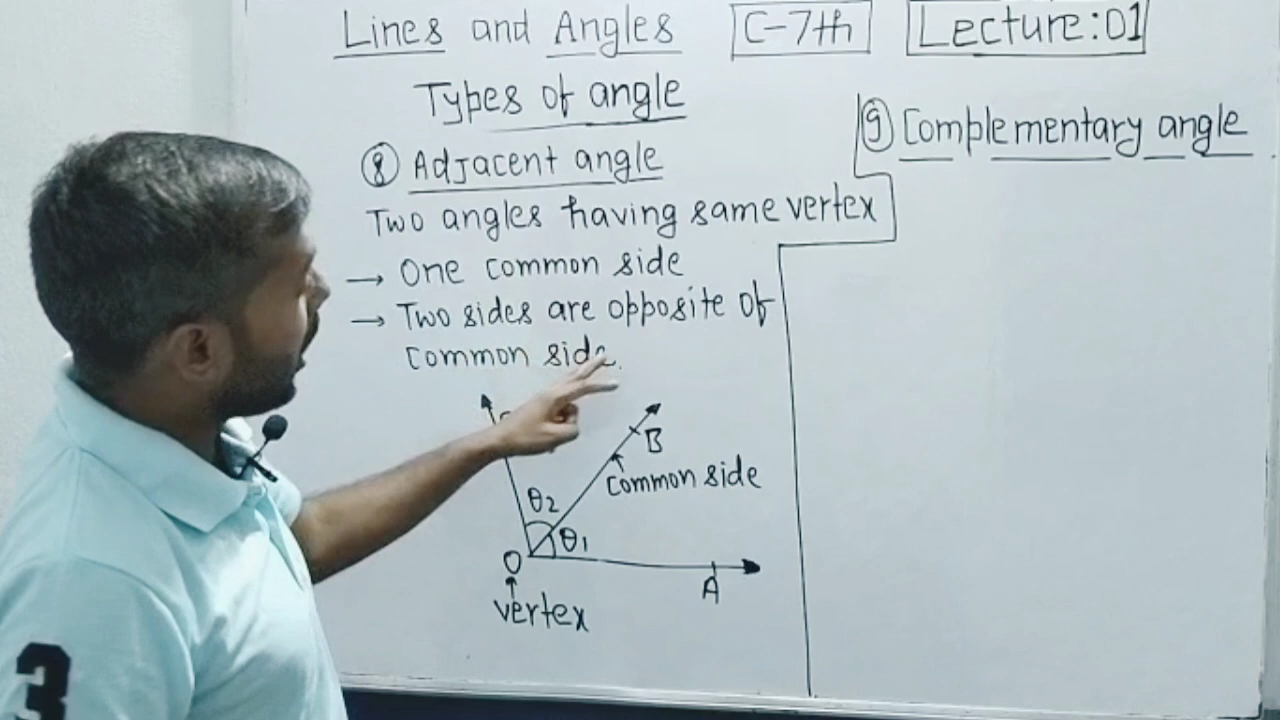 Lines and Angles C-7th Lecture:01
Types of angle
⑧ Adjacent angle
Two angles having same vertex
→ One common side
→ Two sides are opposite of
common side.
B
common side
θ2
θ1
O
A
vertex
⑨ Complementary angle
3